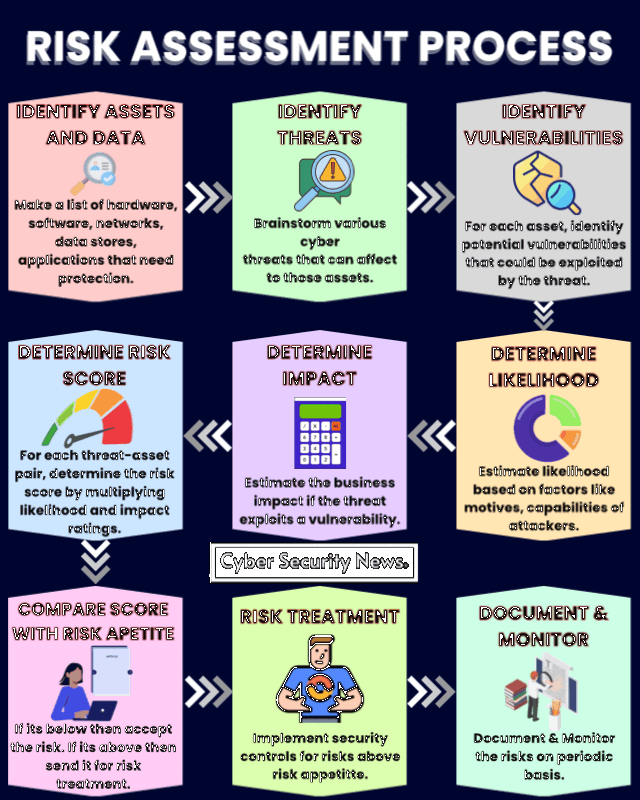 RISK ASSESSMENT PROCESS
IDENTIFY ASSETS
AND DATA
Make a list of hardware,
software, networks,
data stores,
applications that need
protection.
IDENTIFY
THREATS
Brainstorm various
cyber
threats that can affect
to those assets.
IDENTIFY
VULNERABILITIES
For each asset, identify
potential vulnerabilities
that could be exploited
by the threat.
DETERMINE
LIKELIHOOD
Estimate likelihood
based on factors like
motives, capabilities of
attackers.
DETERMINE
IMPACT
Estimate the business
impact if the threat
exploits a vulnerability.
DETERMINE RISK
SCORE
For each threat-asset
pair, determine the risk
score by multiplying
likelihood and impact
ratings.
Cyber Security News®
COMPARE SCORE
WITH RISK APETITE
If its below then accept
the risk. If its above then
send it for risk
treatment.
RISK TREATMENT
Implement security
controls for risks above
risk appetitte.
DOCUMENT &
MONITOR
Document & Monitor
the risks on periodic
basis.